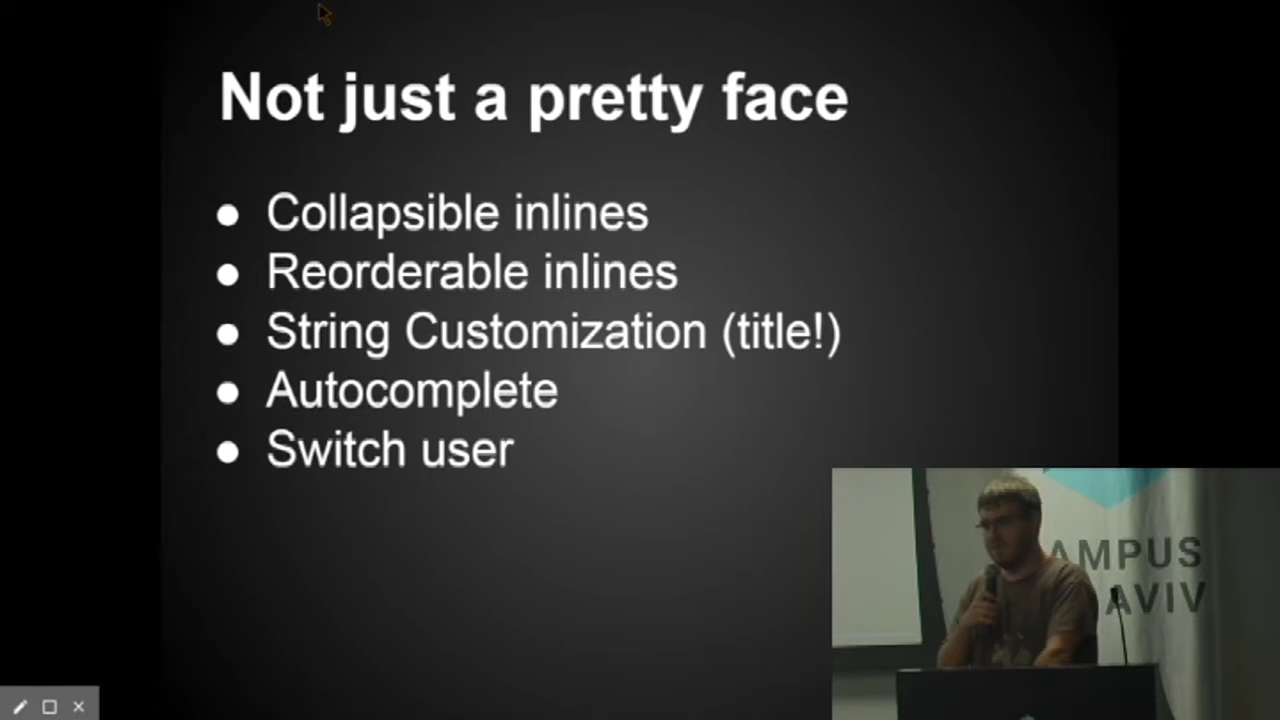 Not just a pretty face
● Collapsible inlines
● Reorderable inlines
● String Customization (title!)
● Autocomplete
● Switch user
AMPUS
AVIV